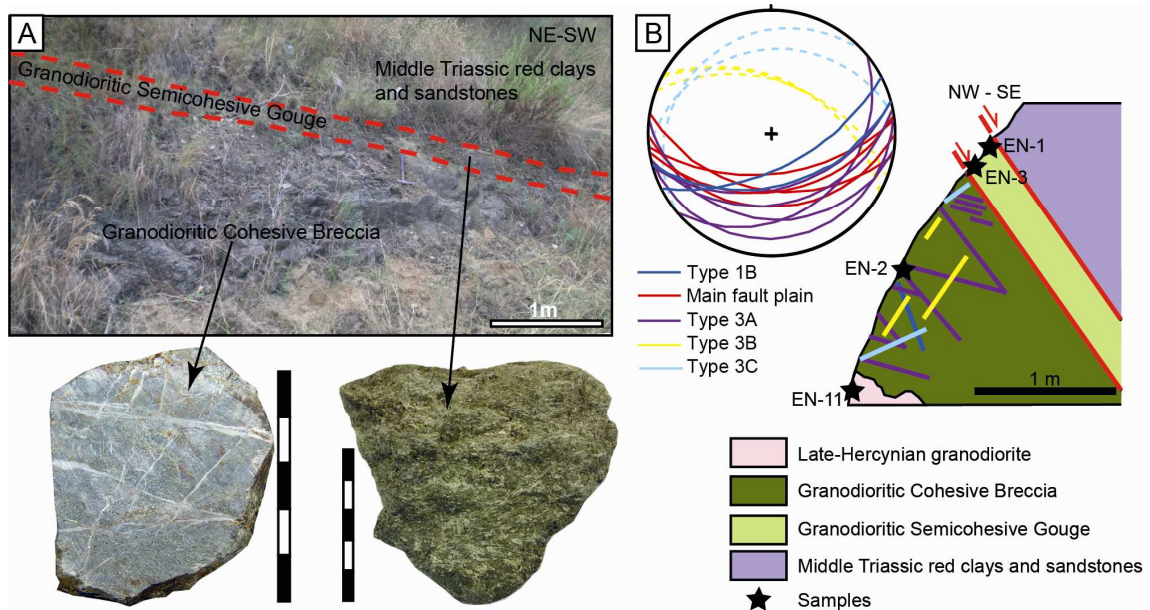 A
NE-SW
Granodioritic Semicohesive Gouge
Middle Triassic red clays
and sandstones
Granodioritic Cohesive Breccia
1m
B
NW - SE
EN-1
EN-3
EN-2
EN-11
1 m
Type 1B
Main fault plain
Type 3A
Type 3B
Type 3C
Late-Hercynian granodiorite
Granodioritic Cohesive Breccia
Granodioritic Semicohesive Gouge
Middle Triassic red clays and sandstones
Samples